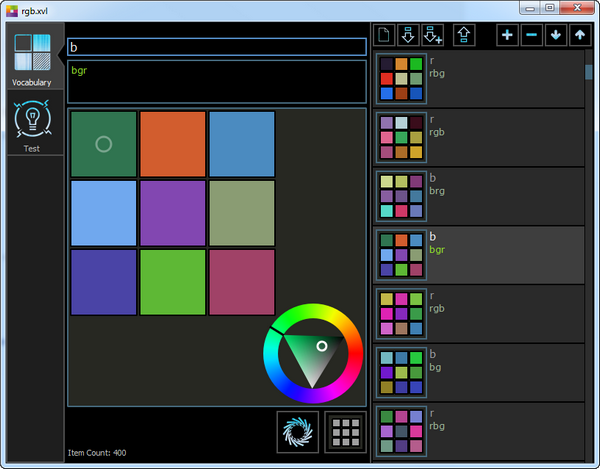 rgb.xvl
Vocabulary
Test
b
bgr
Item Count: 400
r
rbg
r
rgb
b
brg
b
bgr
r
rgb
b
bg
r
rbg